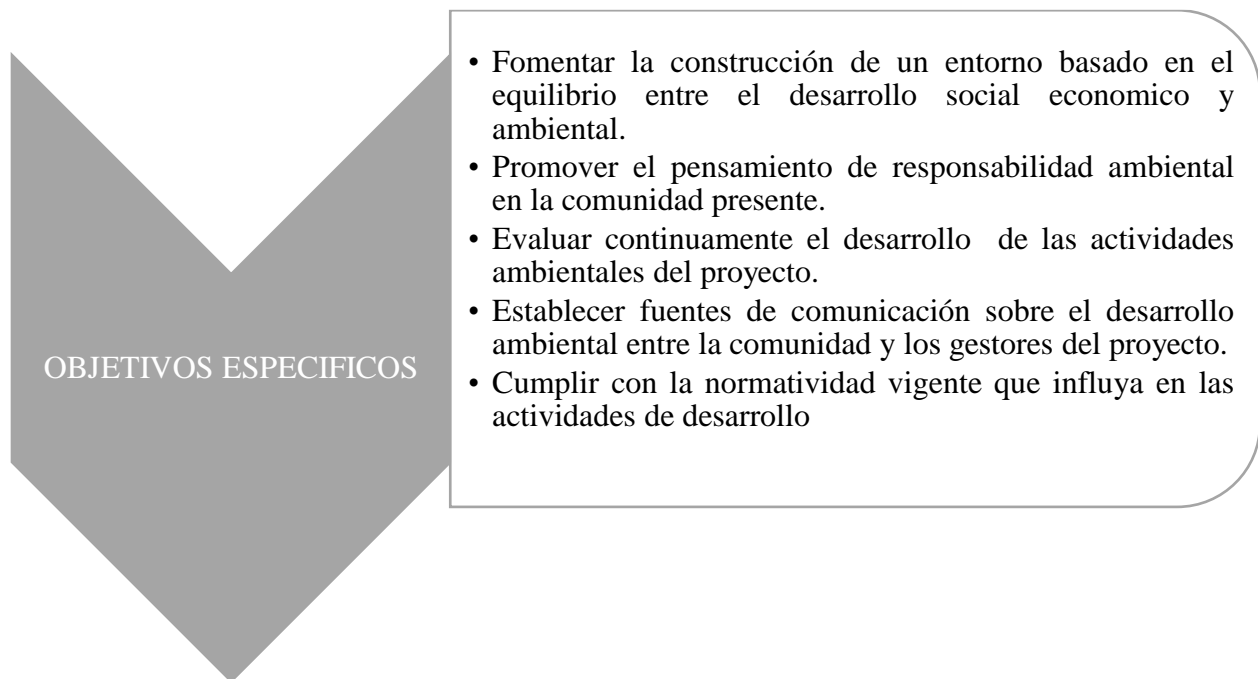 OBJETIVOS ESPECIFICOS
• Fomentar la construcción de un entorno basado en el
equilibrio entre el desarrollo social economico y
ambiental.
• Promover el pensamiento de responsabilidad ambiental
en la comunidad presente.
• Evaluar continuamente el desarrollo de las actividades
ambientales del proyecto.
• Establecer fuentes de comunicación sobre el desarrollo
ambiental entre la comunidad y los gestores del proyecto.
• Cumplir con la normatividad vigente que influya en las
actividades de desarrollo